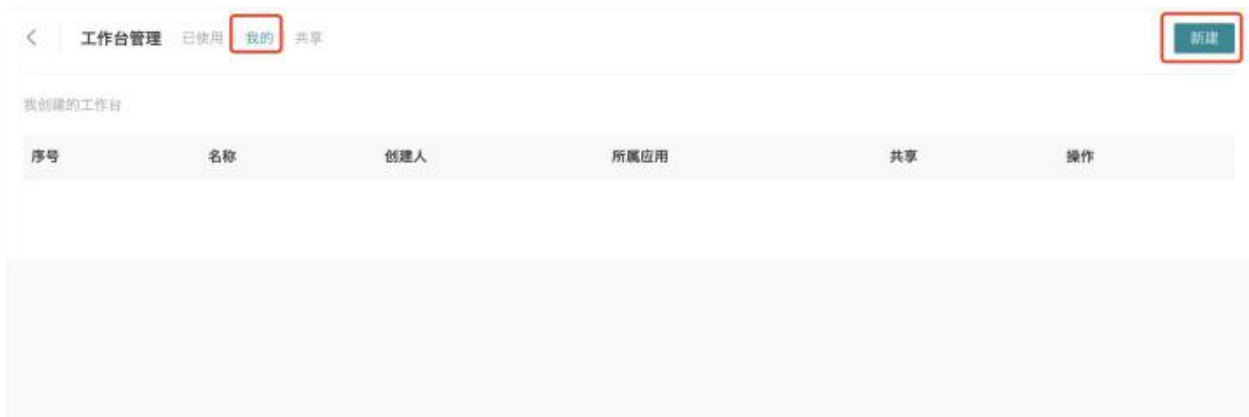 工作台管理 已使用 我的 共享 新建
我创建的工作台
序号 名称 创建人 所属应用 共享 操作